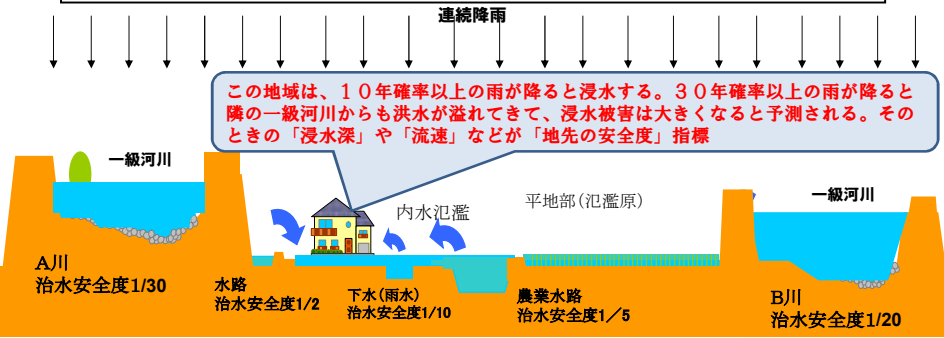 連続降雨
この地域は、１０年確率以上の雨が降ると浸水する。３０年確率以上の雨が降ると
隣の一級河川からも洪水が溢れてきて、浸水被害は大きくなると予測される。その
ときの「浸水深」や「流速」などが「地先の安全度」指標
一級河川
内水氾濫
平地部(氾濫原)
一級河川
A川
治水安全度1/30
水路
治水安全度1/2
下水(雨水)
治水安全度1/10
農業水路
治水安全度1／5
B川
治水安全度1/20